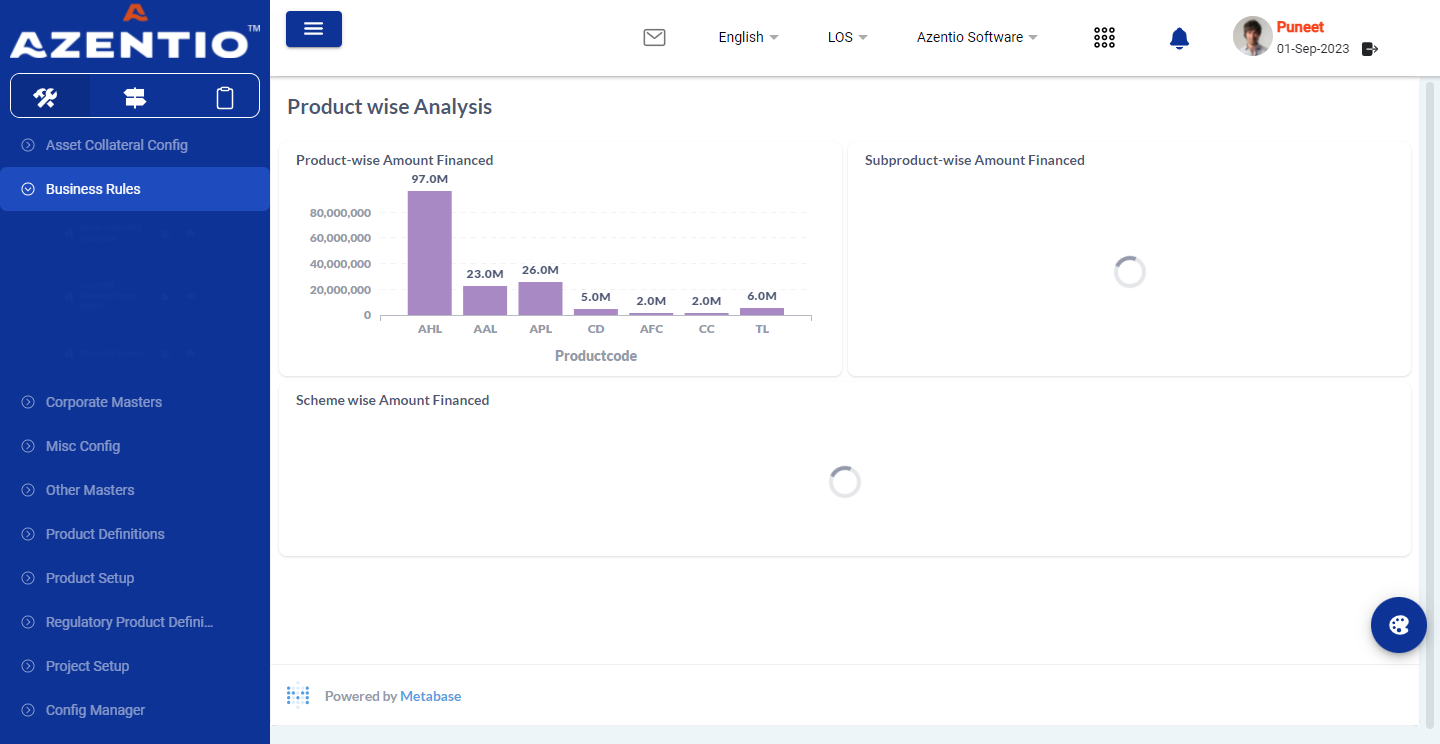 AZENTIO™
English
LOS
Azentio Software
Puneet
01-Sep-2023
Asset Collateral Config
Business Rules
Corporate Masters
Misc Config
Other Masters
Product Definitions
Product Setup
Regulatory Product Defini...
Project Setup
Config Manager
Product wise Analysis
Product-wise Amount Financed
97.0M
80,000,000
60,000,000
40,000,000
20,000,000
0
23.0M
26.0M
5.0M
2.0M
2.0M
6.0M
AHL AAL APL CD AFC CC TL
Productcode
Subproduct-wise Amount Financed
Scheme wise Amount Financed
Powered by Metabase